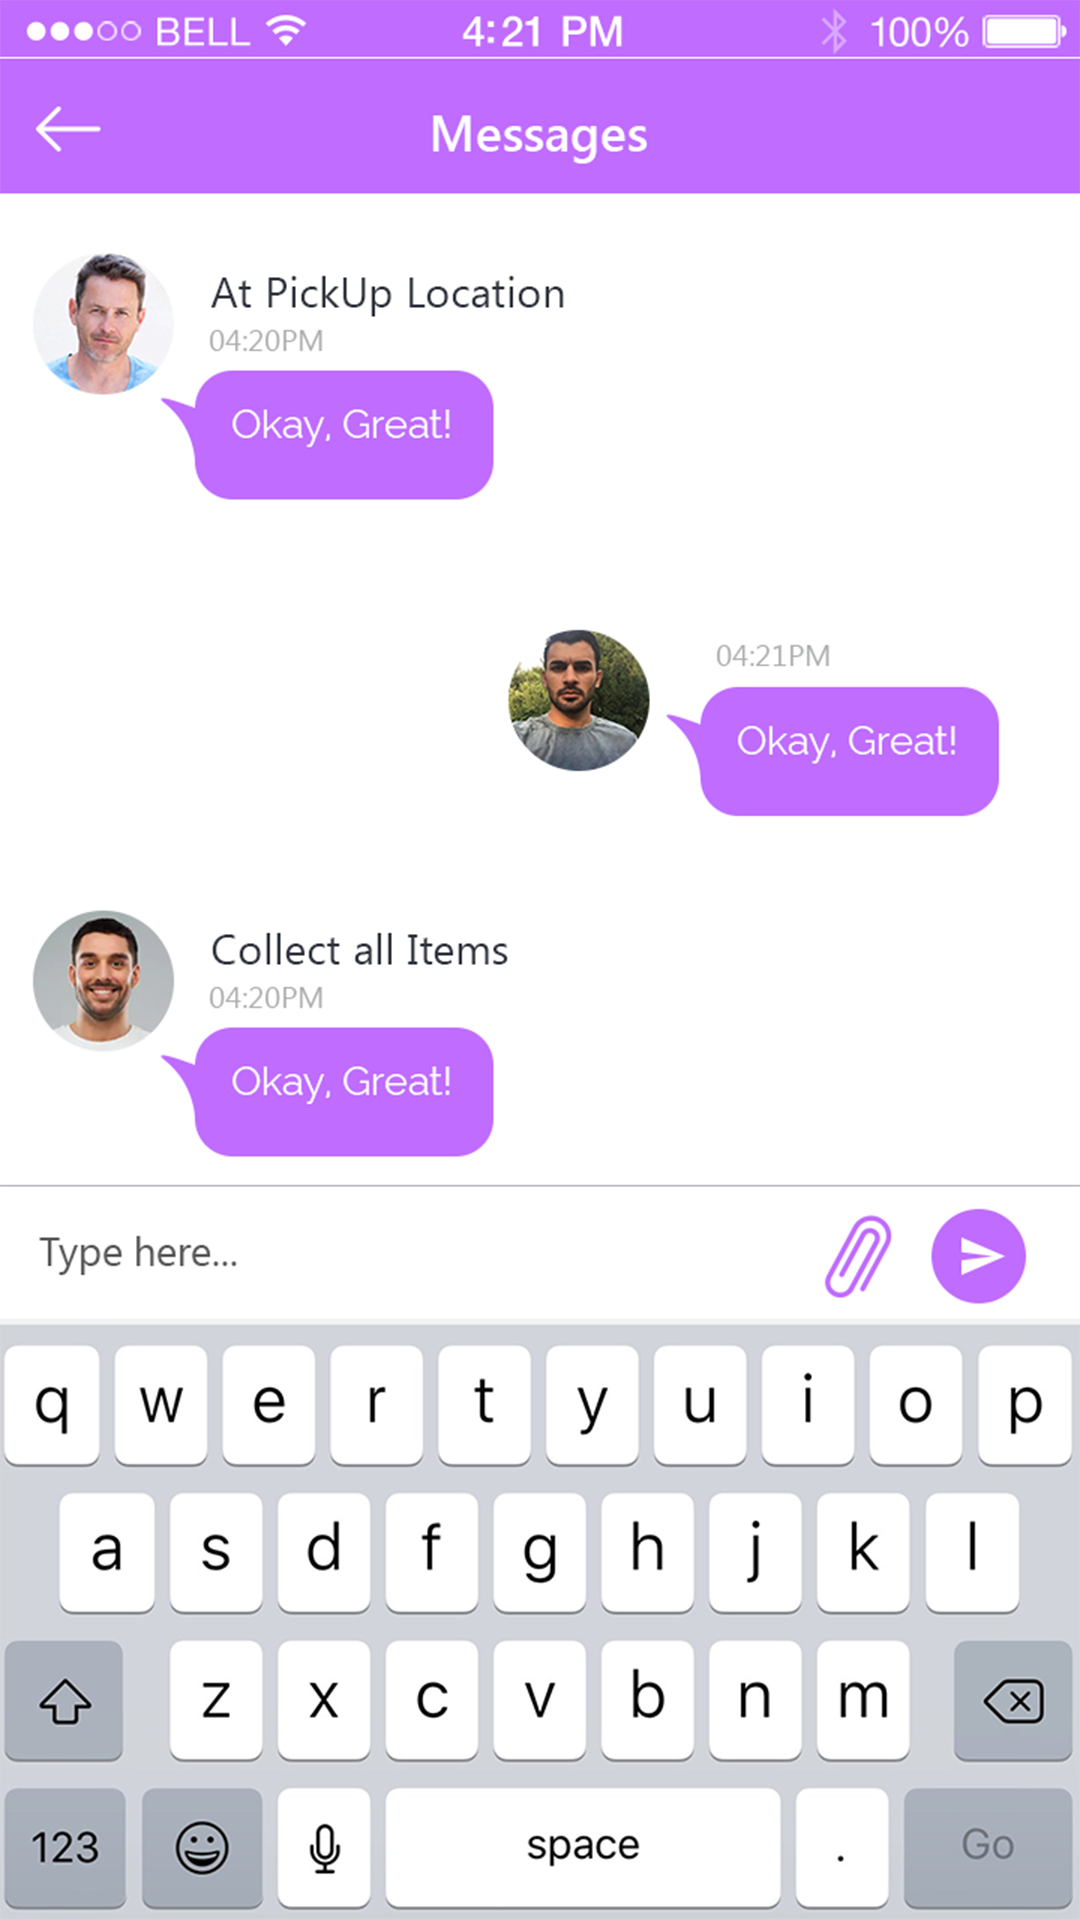 BELL 4:21 PM 100%
Messages
At PickUp Location
04:20PM
Okay, Great!
04:21PM
Okay, Great!
Collect all Items
04:20PM
Okay, Great!
Type here...
q w e r t y u i o p
a s d f g h j k l
z x c v b n m
123 space . Go